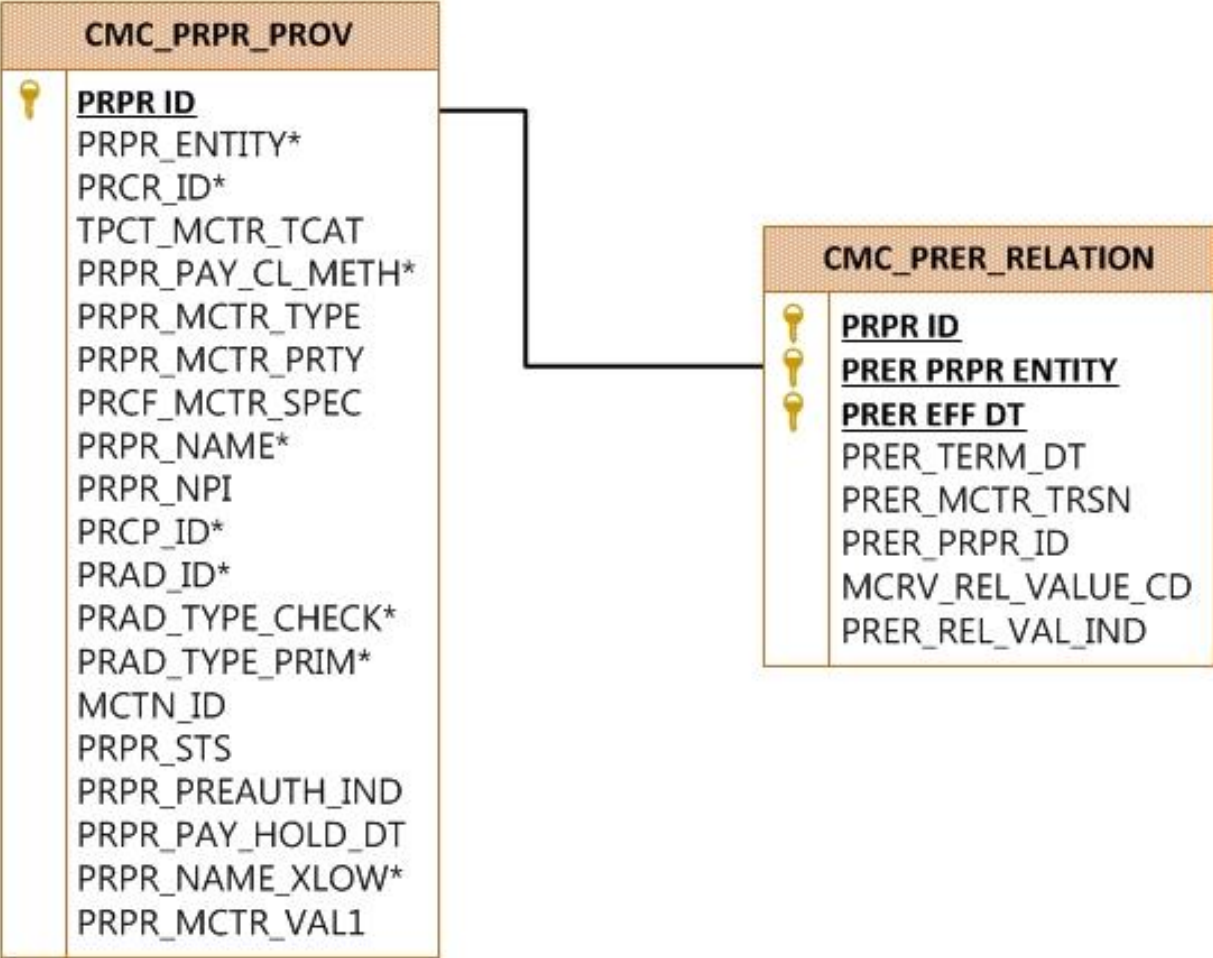 CMC_PRPR_PROV
PRPR ID
PRPR_ENTITY*
PRCR_ID*
TPCT_MCTR_TCAT
PRPR_PAY_CL_METH*
PRPR_MCTR_TYPE
PRPR_MCTR_PRTY
PRCF_MCTR_SPEC
PRPR_NAME*
PRPR_NPI
PRCP_ID*
PRAD_ID*
PRAD_TYPE_CHECK*
PRAD_TYPE_PRIM*
MCTN_ID
PRPR_STS
PRPR_PREAUTH_IND
PRPR_PAY_HOLD_DT
PRPR_NAME_XLOW*
PRPR_MCTR_VAL1
CMC_PRER_RELATION
PRPR ID
PRER PRPR ENTITY
PRER EFF DT
PRER_TERM_DT
PRER_MCTR_TRSN
PRER_PRPR_ID
MCRV_REL_VALUE_CD
PRER_REL_VAL_IND